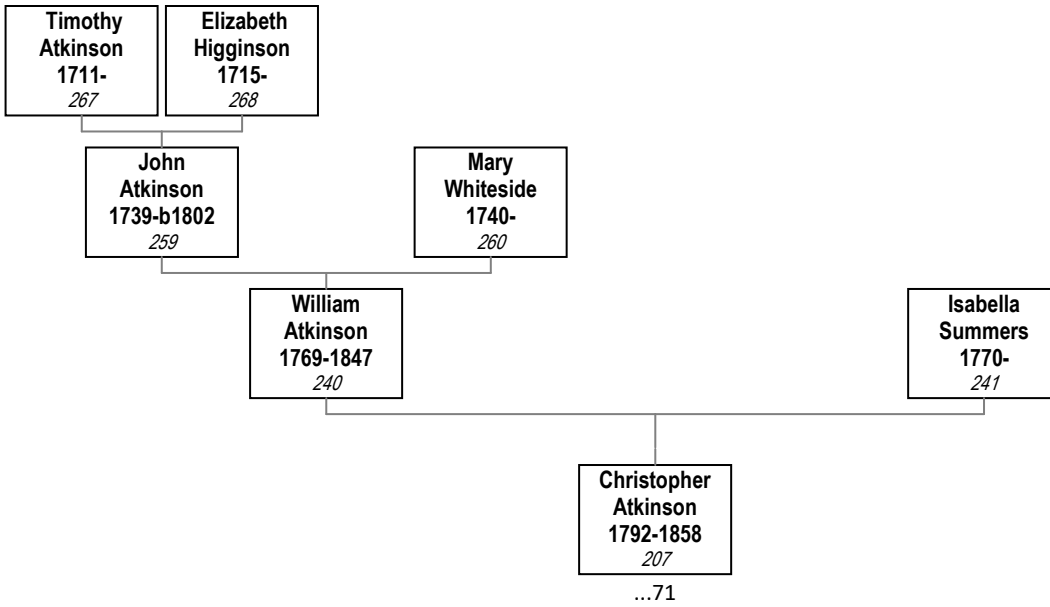 Timothy
Atkinson
1711-
267
Elizabeth
Higginson
1715-
268
John
Atkinson
1739-b1802
259
Mary
Whiteside
1740-
260
William
Atkinson
1769-1847
240
Isabella
Summers
1770-
241
Christopher
Atkinson
1792-1858
207
...71